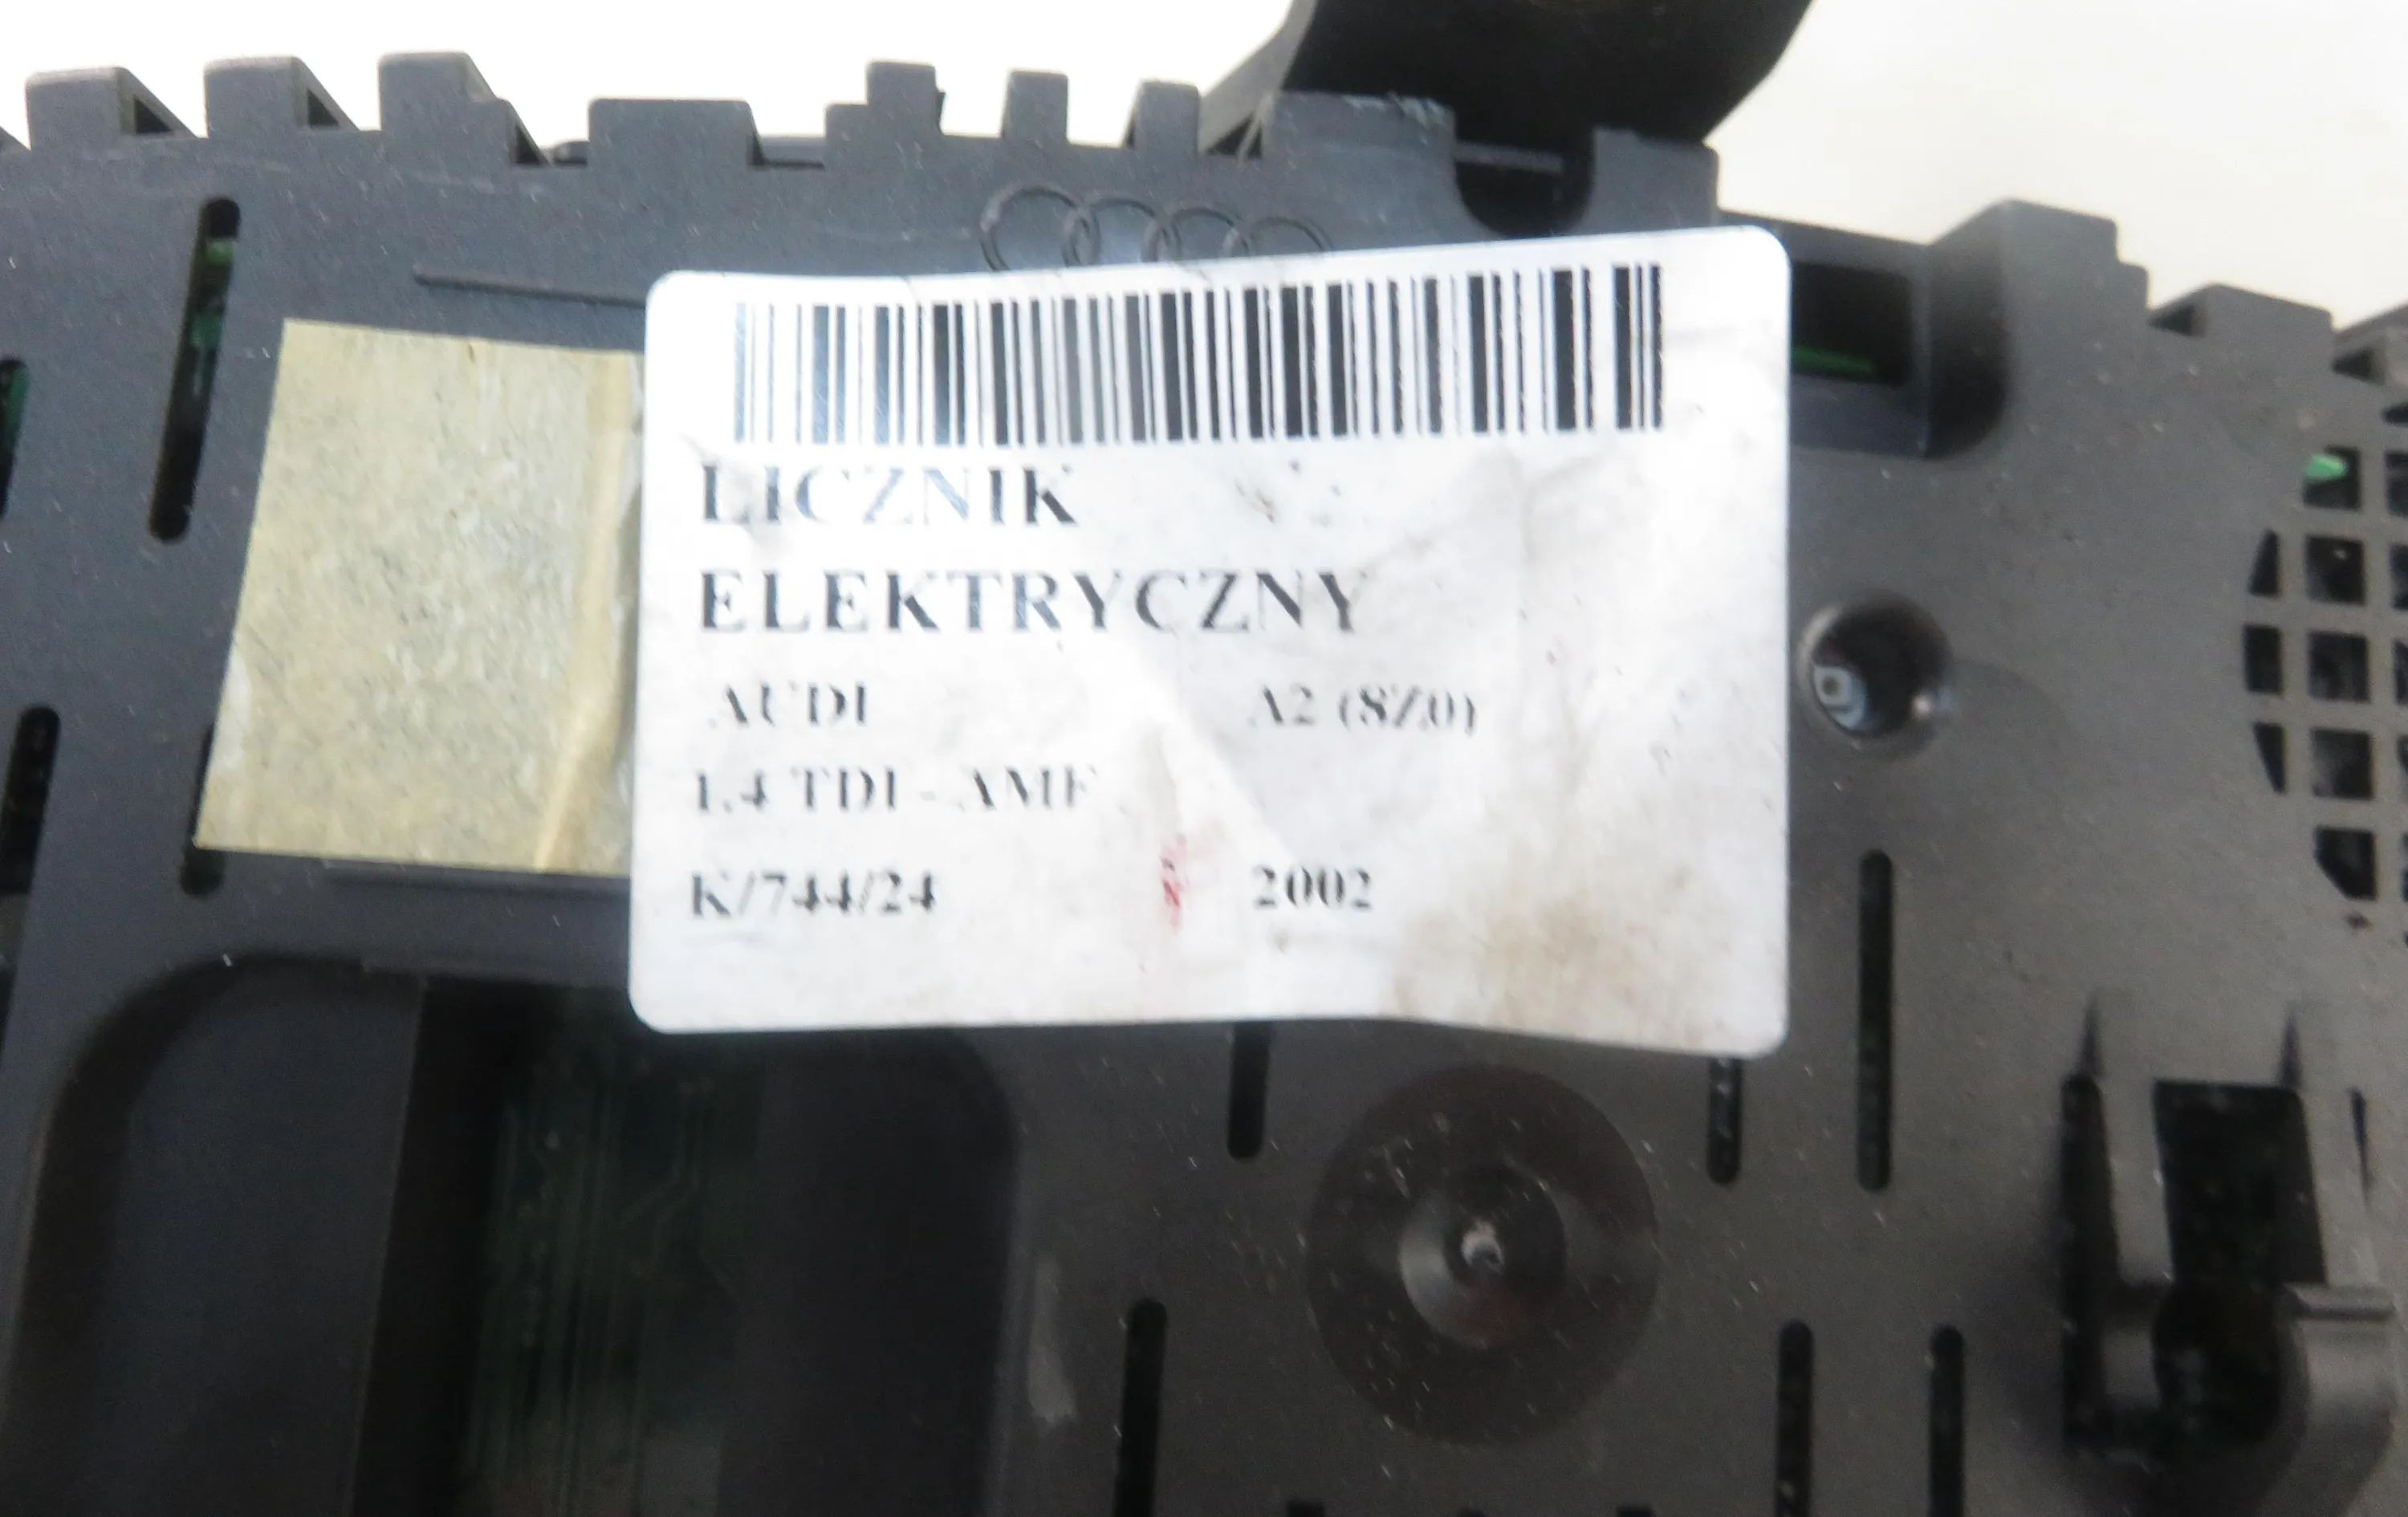 LICZNIK
ELEKTRYCZNY
AUDI A2 (8Z0)
1.4 TDI - AMF
K/744/24 2002